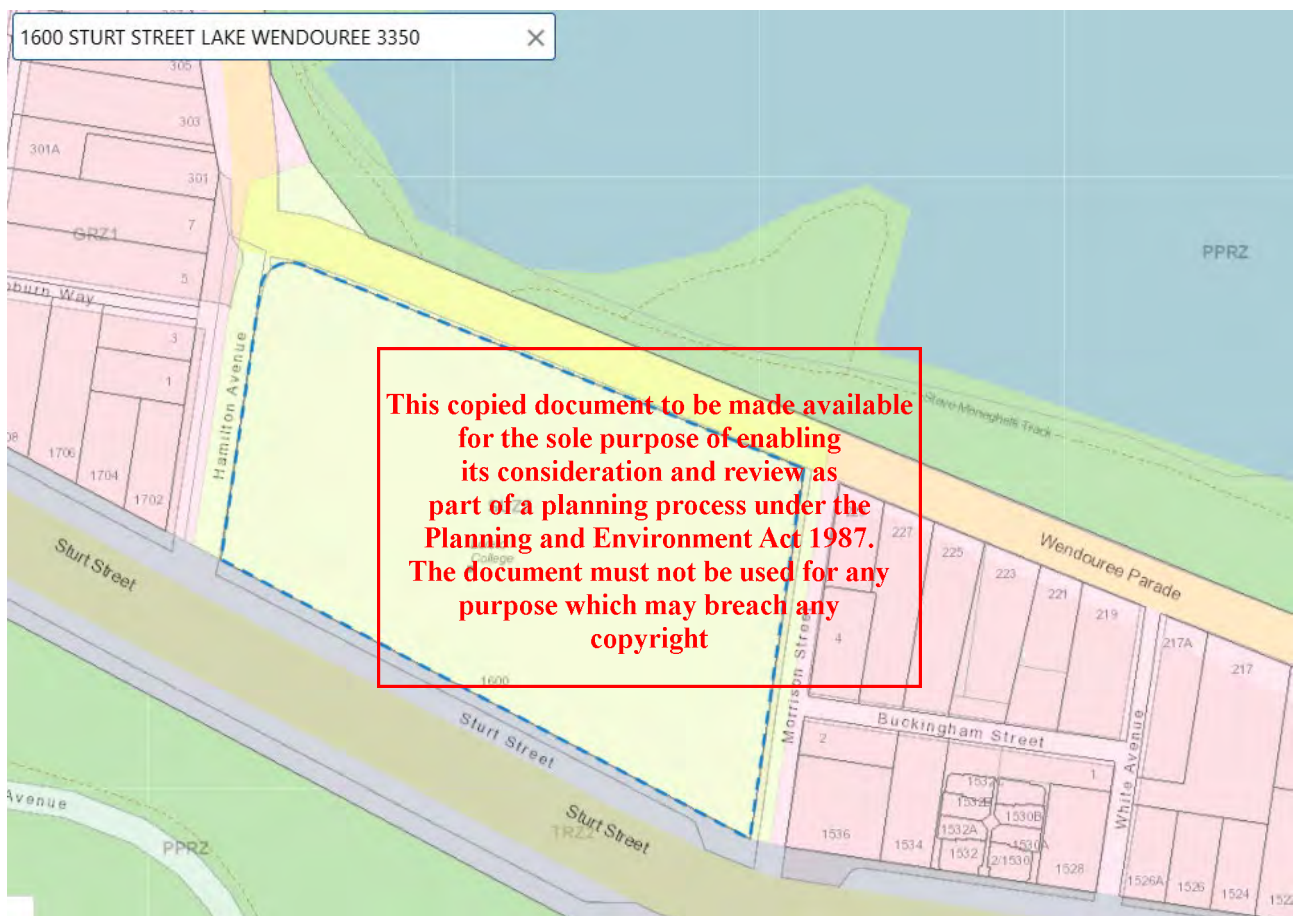 1600 STURT STREET LAKE WENDOUREE 3350
305
303
301A
301
GRZ1
7
5
PPRZ
Hamilton Avenue
3
1
1706
1704
1702
Sturt Street
This copied document to be made available
for the sole purpose of enabling
its consideration and review as
part of a planning process under the
Planning and Environment Act 1987.
The document must not be used for any
purpose which may breach any
copyright
College
1600
Steve Moneghetti Track
Wendouree Parade
227
225
223
221
219
217A
217
4
Morrison Street
Buckingham Street
White Avenue
2
1
Sturt Street
Sturt Street
TRZ2
Avenue
PPRZ
1536
1534
1532A
1532
1530B
1530A
2/1530
1528
1526A
1526
1524